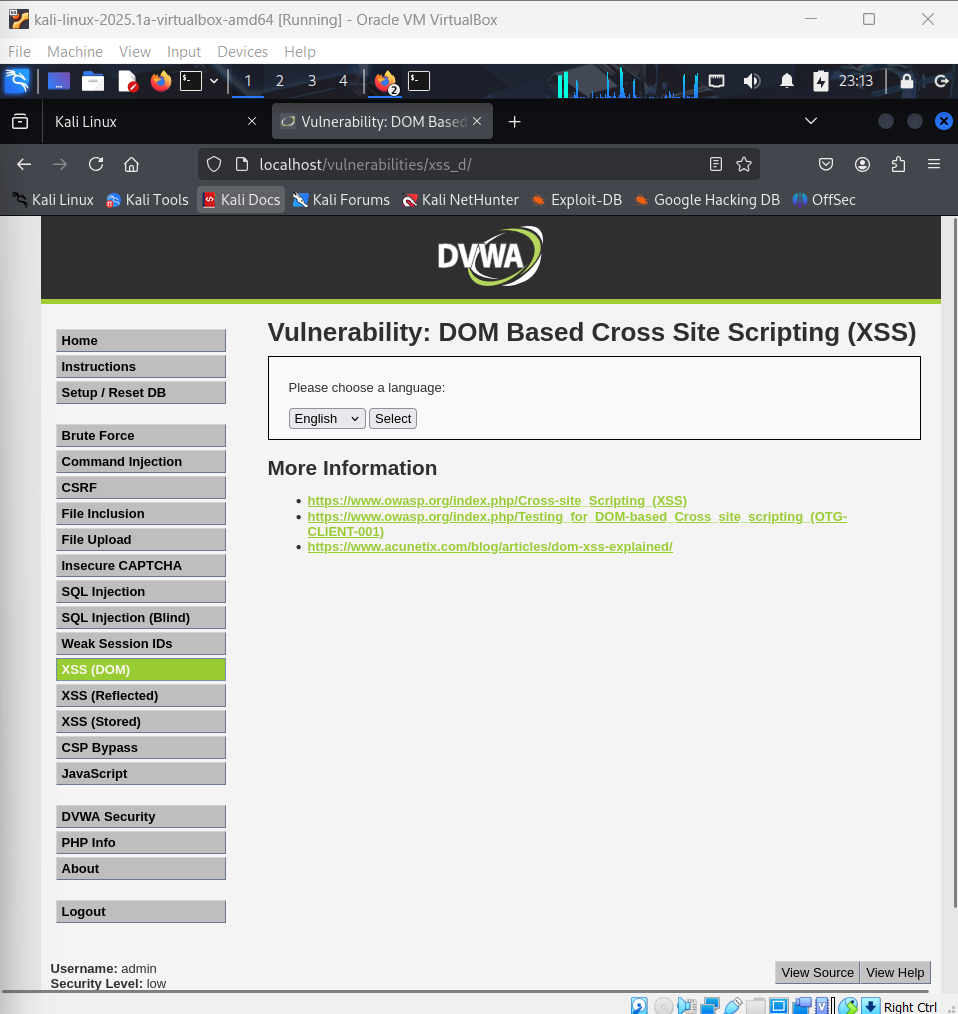 kali-linux-2025.1a-virtualbox-amd64 [Running] - Oracle VM VirtualBox
File Machine View Input Devices Help
1 2 3 4 2 23:13
Kali Linux
Vulnerability: DOM Based
localhost/vulnerabilities/xss_d/
Kali Linux Kali Tools Kali Docs Kali Forums Kali NetHunter Exploit-DB Google Hacking DB OffSec
DVWA
Home
Instructions
Setup / Reset DB
Brute Force
Command Injection
CSRF
File Inclusion
File Upload
Insecure CAPTCHA
SQL Injection
SQL Injection (Blind)
Weak Session IDs
XSS (DOM)
XSS (Reflected)
XSS (Stored)
CSP Bypass
JavaScript
DVWA Security
PHP Info
About
Logout
Vulnerability: DOM Based Cross Site Scripting (XSS)
Please choose a language:
English Select
More Information
https://www.owasp.org/index.php/Cross-site_Scripting_(XSS)
https://www.owasp.org/index.php/Testing_for_DOM-based_Cross_site_scripting_(OTG-
CLIENT-001)
https://www.acunetix.com/blog/articles/dom-xss-explained/
Username: admin
Security Level: low
View Source View Help
Right Ctrl